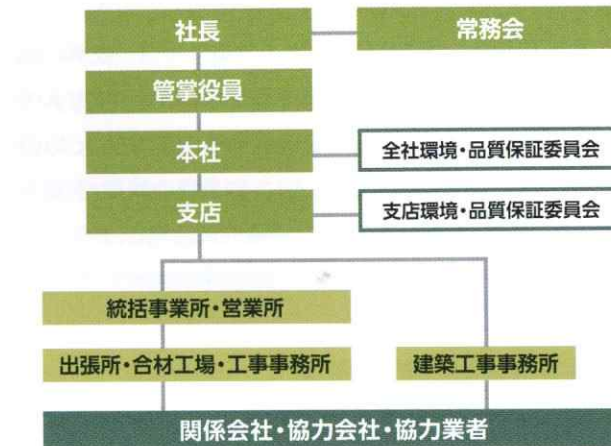 社長
常務会
管掌役員
本社
全社環境・品質保証委員会
支店
支店環境・品質保証委員会
統括事業所・営業所
出張所・合材工場・工事事務所
建築工事事務所
関係会社・協力会社・協力業者